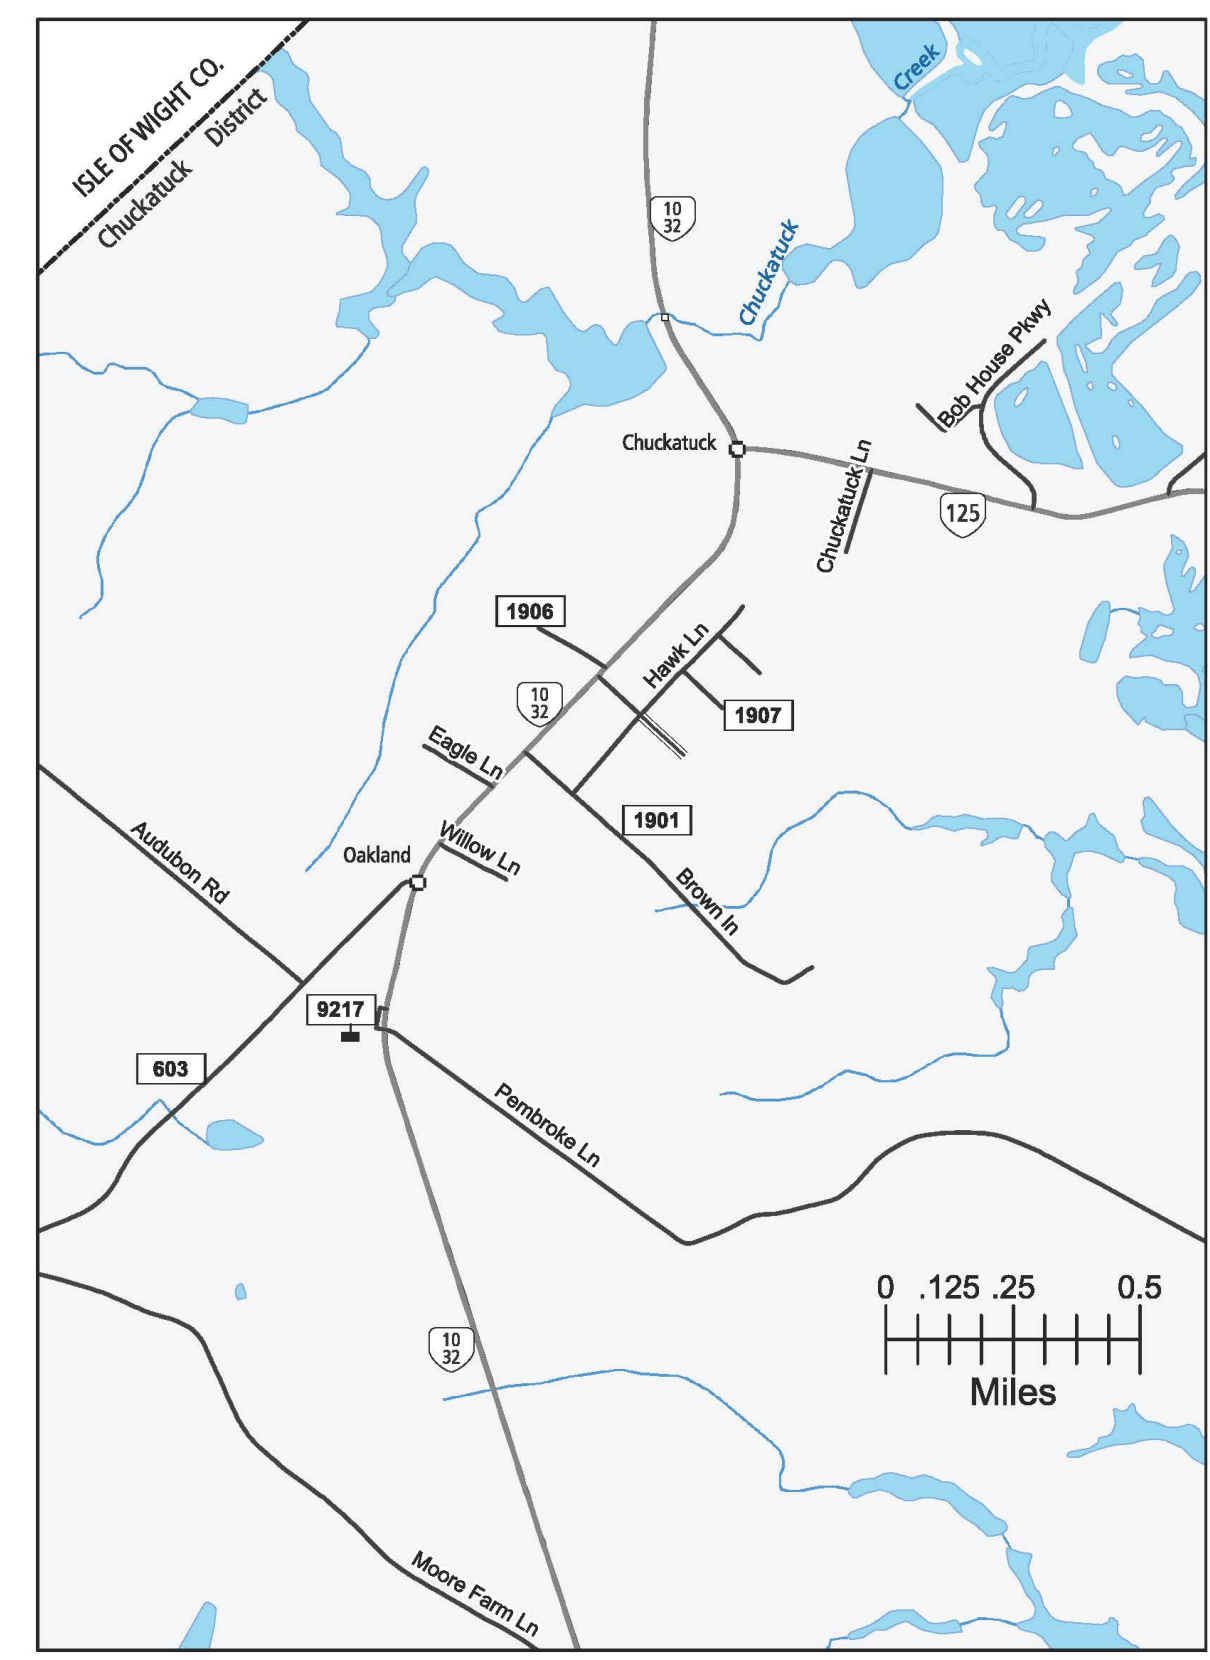 ISLE OF WIGHT CO.
Chuckatuck District
Creek
10
32
Chuckatuck
Bob House Pkwy
Chuckatuck
Chuckatuck Ln
125
1906
Hawk Ln
10
32
1907
Eagle Ln
1901
Willow Ln
Oakland
Audubon Rd
Brown ln
9217
603
Pembroke Ln
0 .125 .25 0.5
Miles
10
32
Moore Farm Ln